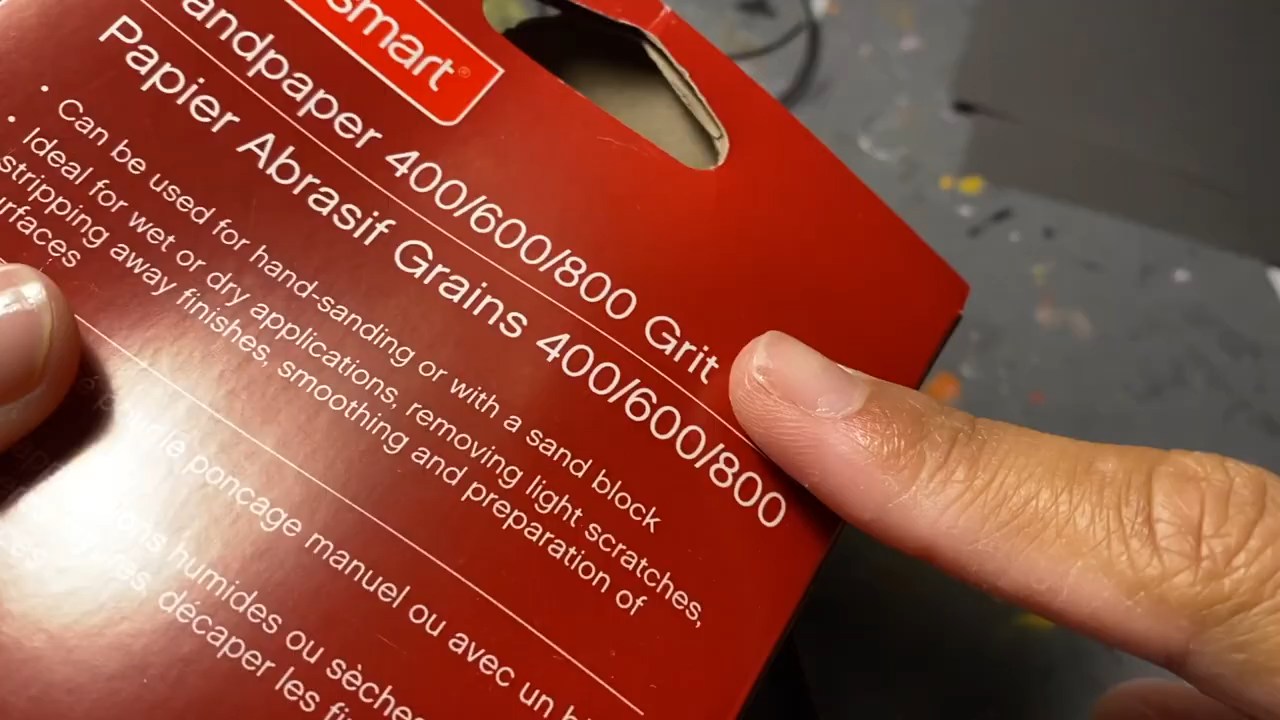 smart®
andpaper 400/600/800 Grit
Papier Abrasif Grains 400/600/800
• Can be used for hand-sanding or with a sand block
• Ideal for wet or dry applications, removing light scratches,
stripping away finishes, smoothing and preparation of
urfaces
le ponçage manuel ou avec un
humides ou sèches
décaper les